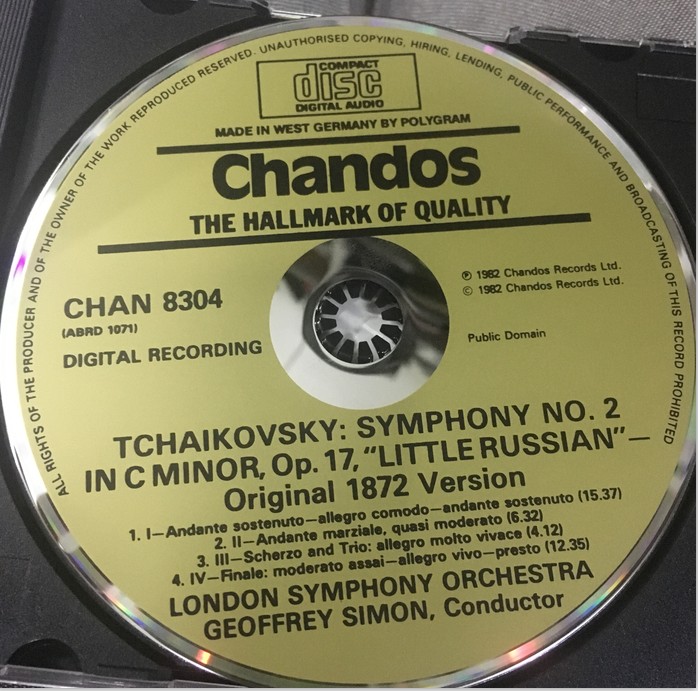 ALL RIGHTS OF THE PRODUCER AND OF THE OWNER OF THE WORK REPRODUCED RESERVED. UNAUTHORISED COPYING, HIRING, LENDING, PUBLIC PERFORMANCE AND BROADCASTING OF THIS RECORD PROHIBITED
COMPACT
disc
DIGITAL AUDIO
MADE IN WEST GERMANY BY POLYGRAM
Chandos
THE HALLMARK OF QUALITY
CHAN 8304
(ABRD 1071)
DIGITAL RECORDING
℗ 1982 Chandos Records Ltd.
© 1982 Chandos Records Ltd.
Public Domain
TCHAIKOVSKY: SYMPHONY NO. 2
IN C MINOR, Op. 17, “LITTLE RUSSIAN”—
Original 1872 Version
1. I—Andante sostenuto—allegro comodo—andante sostenuto (15.37)
2. II—Andante marziale, quasi moderato (6.32)
3. III—Scherzo and Trio: allegro molto vivace (4.12)
4. IV—Finale: moderato assai—allegro vivo—presto (12.35)
LONDON SYMPHONY ORCHESTRA
GEOFFREY SIMON, Conductor